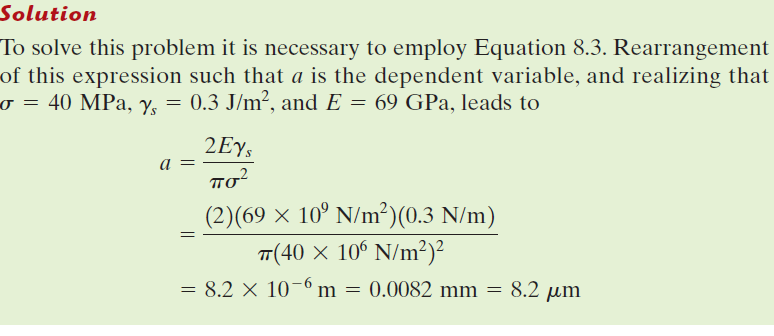 Solution
To solve this problem it is necessary to employ Equation 8.3. Rearrangement
of this expression such that a is the dependent variable, and realizing that
σ = 40 MPa, γₛ = 0.3 J/m², and E = 69 GPa, leads to
a = 2Eγₛ / πσ²
= (2)(69 × 10⁹ N/m²)(0.3 N/m) / π(40 × 10⁶ N/m²)²
= 8.2 × 10⁻⁶ m = 0.0082 mm = 8.2 μm